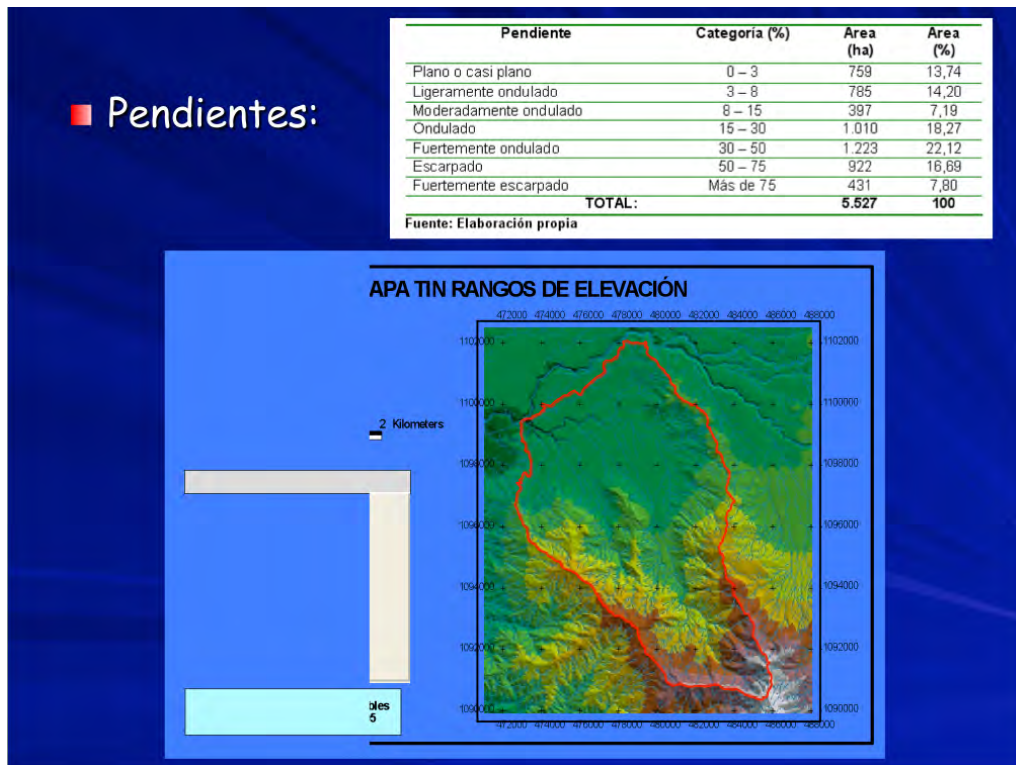 Pendientes:
Pendiente Categoría (%) Area (ha) Area (%)
Plano o casi plano 0 – 3 759 13,74
Ligeramente ondulado 3 – 8 785 14,20
Moderadamente ondulado 8 – 15 397 7,19
Ondulado 15 – 30 1.010 18,27
Fuertemente ondulado 30 – 50 1.223 22,12
Escarpado 50 – 75 922 16,69
Fuertemente escarpado Más de 75 431 7,80
TOTAL: 5.527 100
Fuente: Elaboración propia
APA TIN RANGOS DE ELEVACIÓN
472000 474000 476000 478000 480000 482000 484000 486000 488000
1102000 1102000
1100000 1100000
2 Kilometers
1098000 1098000
1096000 1096000
1094000 1094000
1092000 1092000
1090000 1090000
bles
5
472000 474000 476000 478000 480000 482000 484000 486000 488000